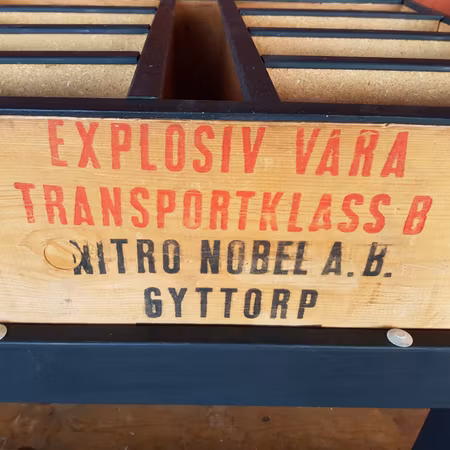 EXPLOSIV VARA
TRANSPORTKLASS B
NITRO NOBEL A.B.
GYTTORP